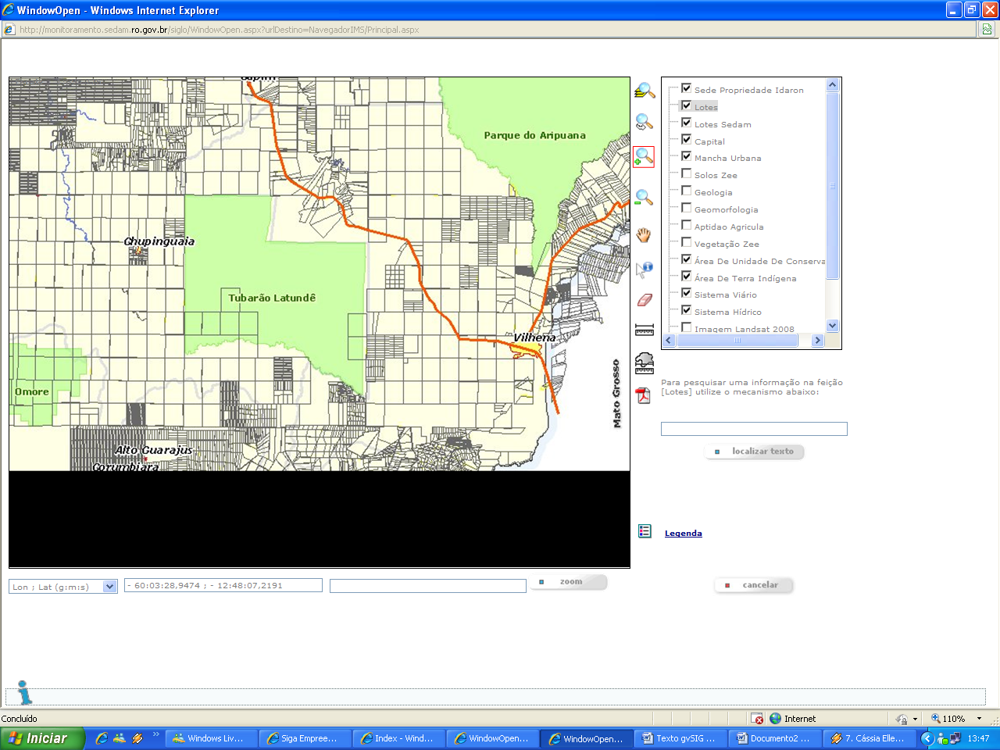 WindowOpen - Windows Internet Explorer
http://monitoramento.sedam.ro.gov.br/siglo/WindowOpen.aspx?urlDestino=NavegadorIMS/Principal.aspx
Parque do Aripuana
Chupinguaia
Tubarão Latundê
Vilhena
Omore
Mato Grosso
Alto Guarajus
Corumbiara
Sede Propriedade Idaron
Lotes
Lotes Sedam
Capital
Mancha Urbana
Solos Zee
Geologia
Geomorfologia
Aptidao Agricula
Vegetação Zee
Área De Unidade De Conserva
Área De Terra Indígena
Sistema Viário
Sistema Hídrico
Imagem Landsat 2008
Para pesquisar uma informação na feição
[Lotes] utilize o mecanismo abaixo:
localizar texto
Legenda
Lon ; Lat (g:m:s)
- 60:03:28,9474 ; - 12:48:07,2191
zoom
cancelar
Concluído
Internet
110%
Iniciar
Windows Liv...
Siga Empree...
Index - Wind...
WindowOpen...
WindowOpen...
Texto gvSIG ...
Documento2 ...
7. Cássia Elle...
13:47